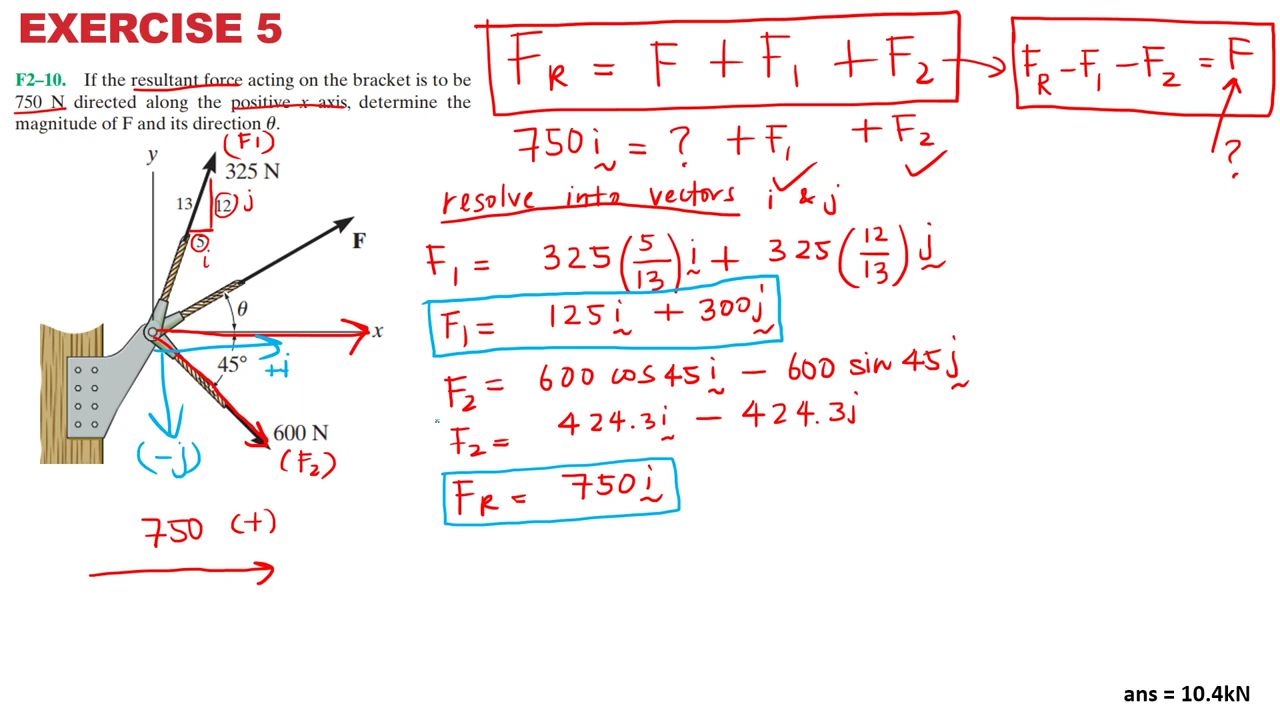 EXERCISE 5
F2–10. If the resultant force acting on the bracket is to be
750 N directed along the positive x axis, determine the
magnitude of F and its direction θ.
y
(F1)
325 N
13
12 j
5
i
F
θ
x
45°
+i
600 N
(F2)
(-j)
750 (+)
FR = F + F1 + F2
FR - F1 - F2 = F
?
750i = ? + F1 + F2
resolve into vectors i & j
F1 = 325 (5/13) i + 325 (12/13) j
F1 = 125i + 300j
F2 = 600 cos 45 i - 600 sin 45 j
F2 = 424.3i - 424.3j
FR = 750i
ans = 10.4kN